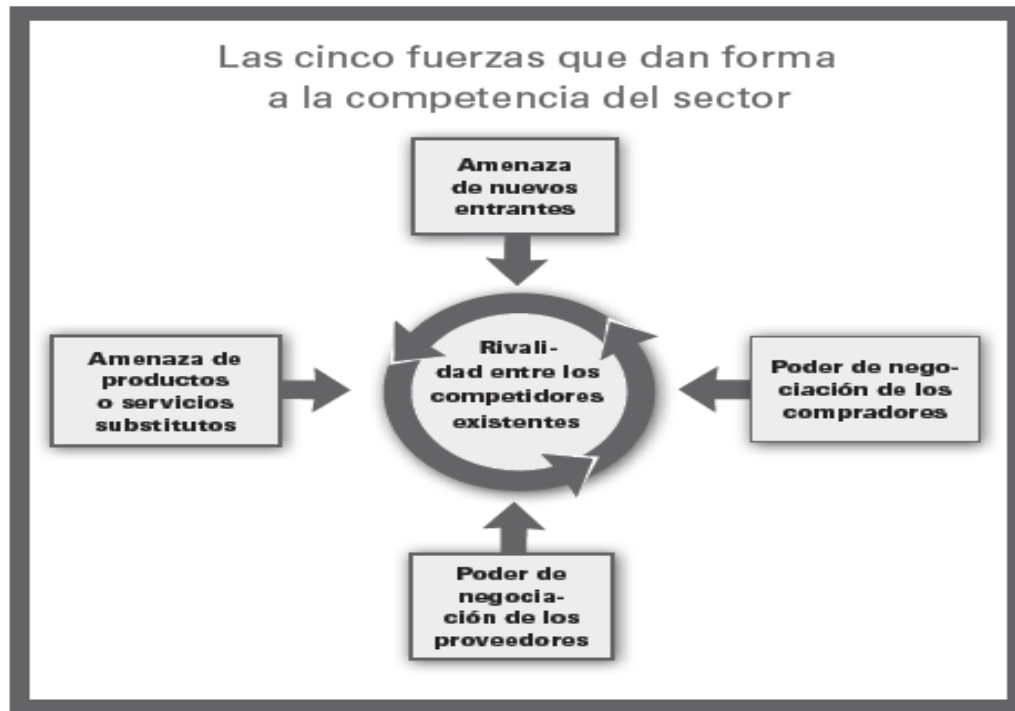 Las cinco fuerzas que dan forma
a la competencia del sector
Amenaza
de nuevos
entrantes
Amenaza de
productos
o servicios
substitutos
Rivali-
dad entre los
competidores
existentes
Poder de nego-
ciación de los
compradores
Poder de
negocia-
ción de los
proveedores